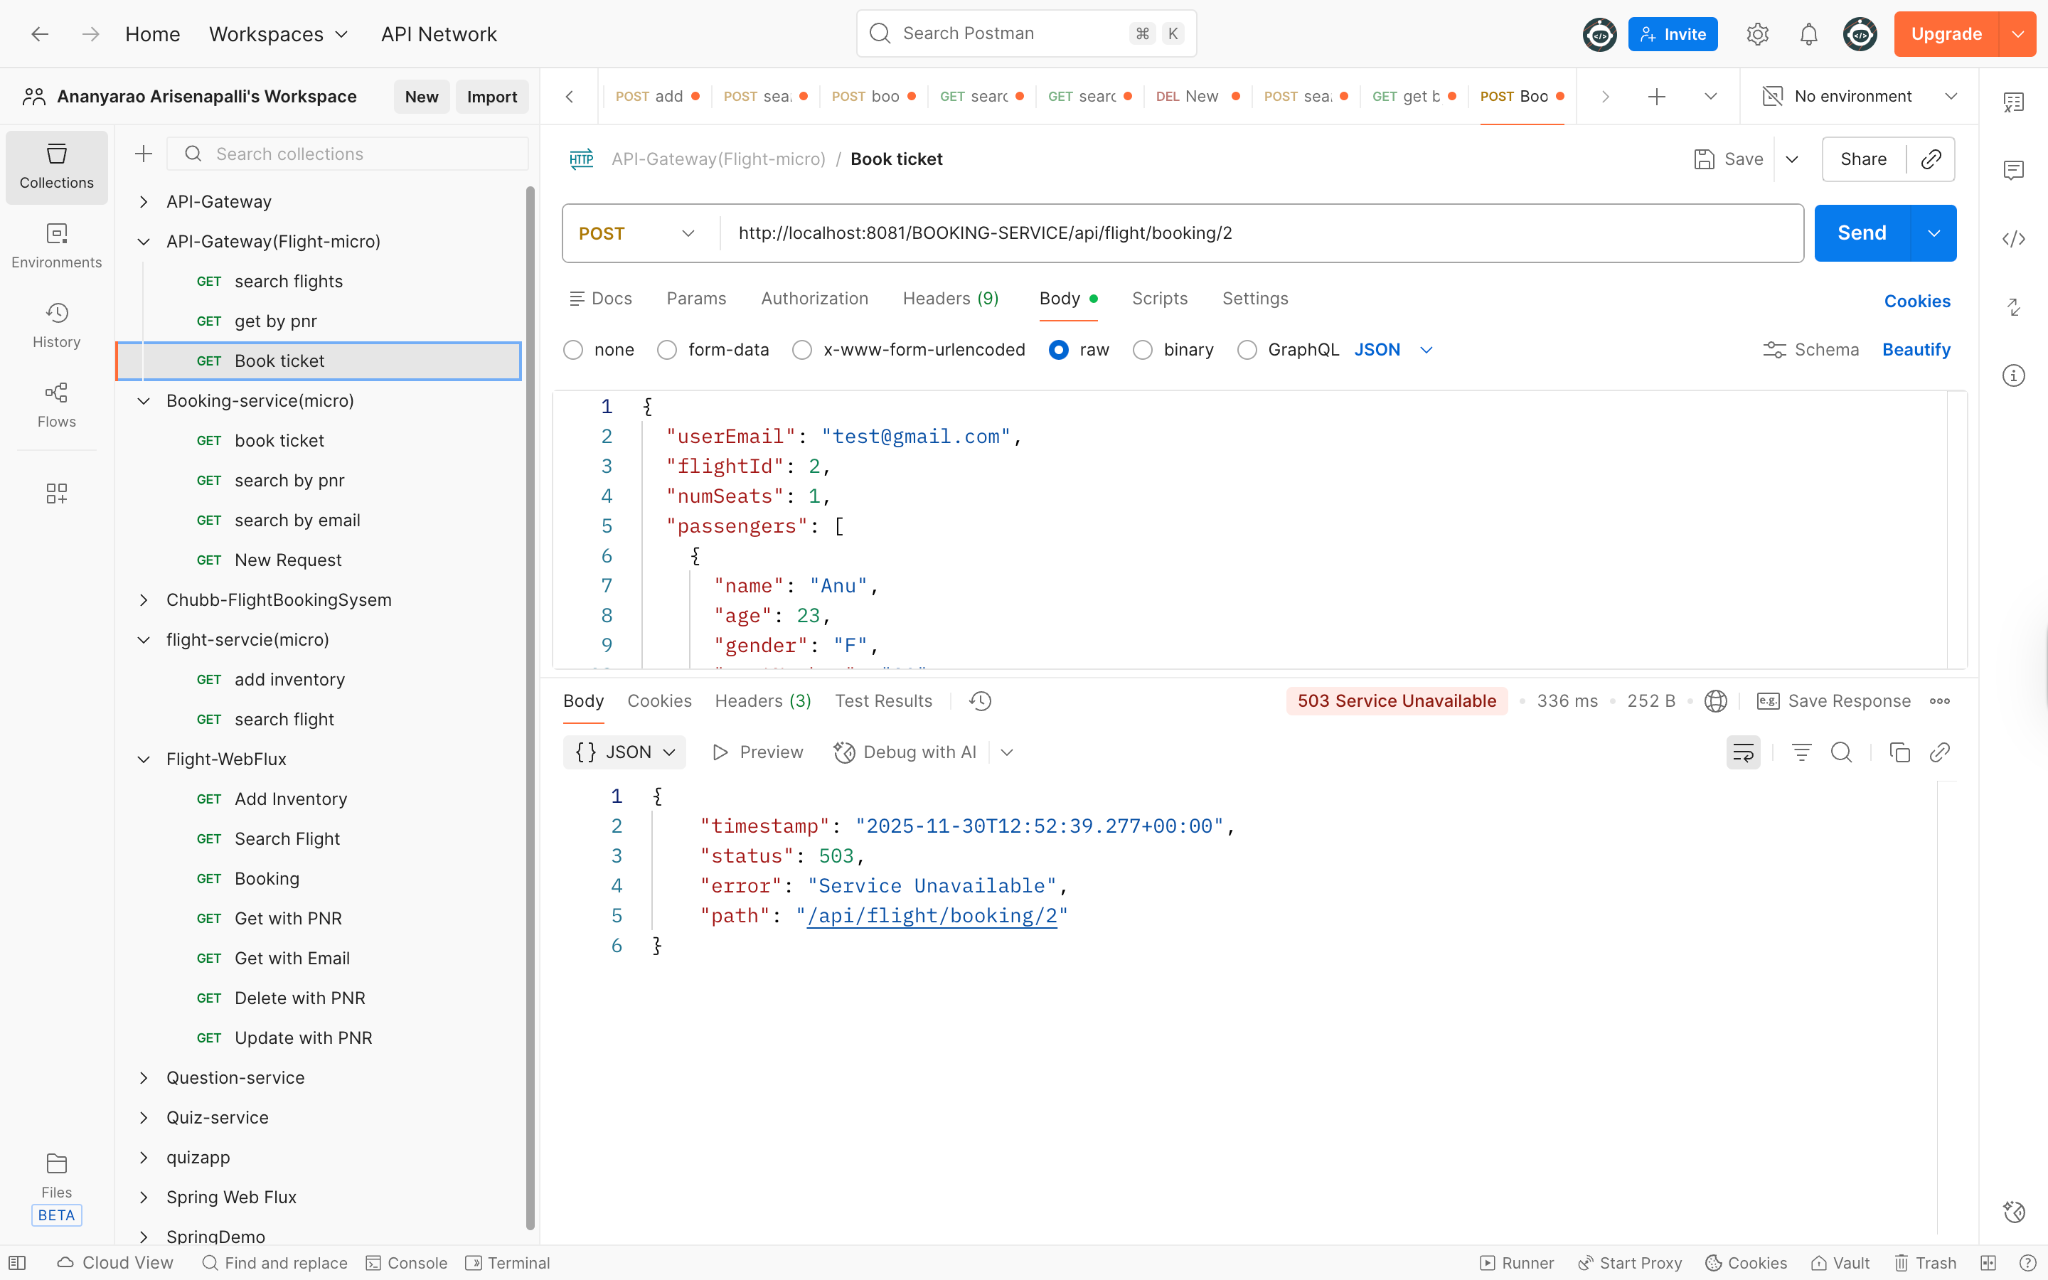 Home Workspaces API Network Search Postman ⌘ K Invite Upgrade
Ananyarao Arisenapalli's Workspace New Import
POST add POST sea. POST boo GET searc GET searc DEL New POST sea. GET get b POST Boo No environment
Collections
Environments
History
Flows
Files
BETA
Search collections
API-Gateway
API-Gateway(Flight-micro)
GET search flights
GET get by pnr
GET Book ticket
Booking-service(micro)
GET book ticket
GET search by pnr
GET search by email
GET New Request
Chubb-FlightBookingSysem
flight-servcie(micro)
GET add inventory
GET search flight
Flight-WebFlux
GET Add Inventory
GET Search Flight
GET Booking
GET Get with PNR
GET Get with Email
GET Delete with PNR
GET Update with PNR
Question-service
Quiz-service
quizapp
Spring Web Flux
SpringDemo
HTTP API-Gateway(Flight-micro) / Book ticket Save Share
POST http://localhost:8081/BOOKING-SERVICE/api/flight/booking/2 Send
Docs Params Authorization Headers (9) Body Scripts Settings Cookies
none form-data x-www-form-urlencoded raw binary GraphQL JSON Schema Beautify
1 {
2 "userEmail": "test@gmail.com",
3 "flightId": 2,
4 "numSeats": 1,
5 "passengers": [
6 {
7 "name": "Anu",
8 "age": 23,
9 "gender": "F",
Body Cookies Headers (3) Test Results 503 Service Unavailable • 336 ms • 252 B • e.g. Save Response
{} JSON Preview Debug with AI
1 {
2 "timestamp": "2025-11-30T12:52:39.277+00:00",
3 "status": 503,
4 "error": "Service Unavailable",
5 "path": "/api/flight/booking/2"
6 }
Cloud View Find and replace Console Terminal Runner Start Proxy Cookies Vault Trash